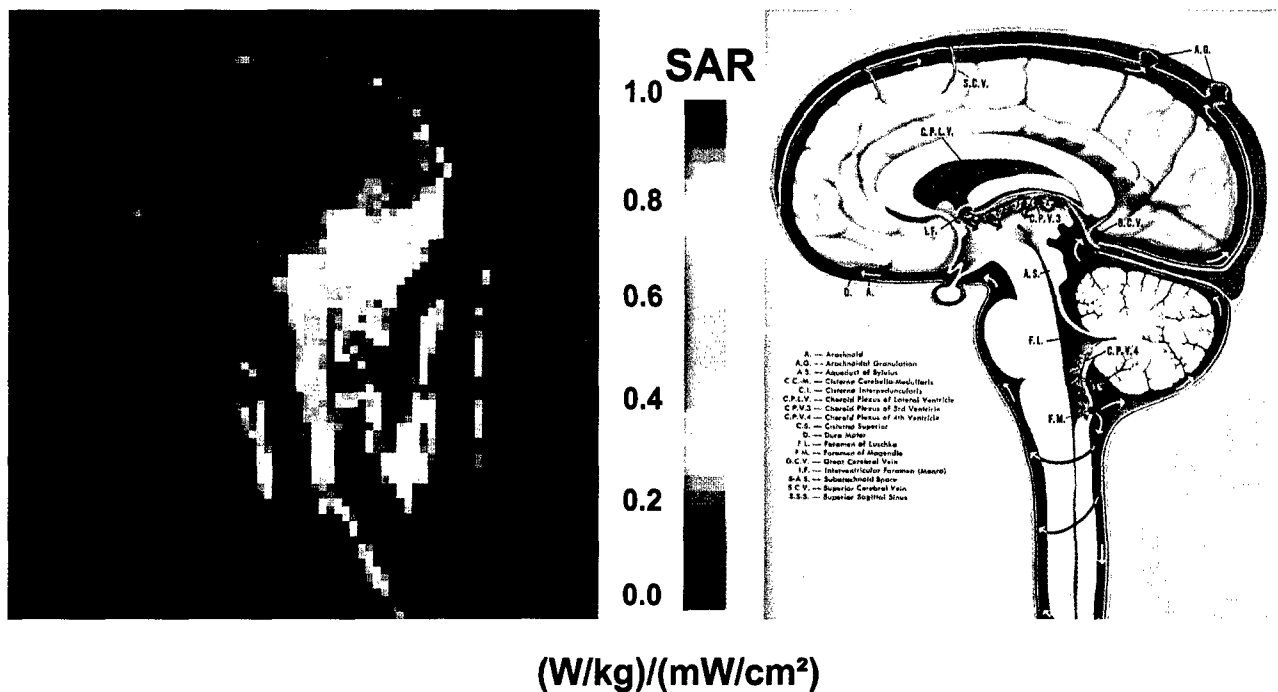 SAR
1.0
0.8
0.6
0.4
0.2
0.0
(W/kg)/(mW/cm²)
A.G.
S.C.V.
C.P.L.V.
I.F.
C.P.V.3
G.C.V.
A.S.
D. A.
F.L.
C.P.V.4
F.M.
A. — Arachnoid
A.G. — Arachnoidal Granulation
A.S. — Aqueduct of Sylvius
C.C.-M. — Cisterna Cerebello-Medullaris
C.I. — Cisterna Interpeduncularis
C.P.L.V. — Choroid Plexus of Lateral Ventricle
C.P.V.3 — Choroid Plexus of 3rd Ventricle
C.P.V.4 — Choroid Plexus of 4th Ventricle
C.S. — Cisterna Superior
D. — Dura Mater
F.L. — Foramen of Luschka
F.M. — Foramen of Magendie
G.C.V. — Great Cerebral Vein
I.F. — Interventricular Foramen (Monro)
S-A S. — Subarachnoid Space
S.C.V. — Superior Cerebral Vein
S.S.S. — Superior Sagittal Sinus